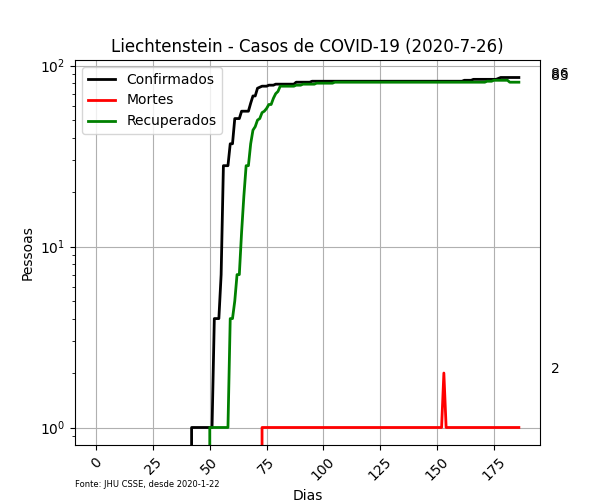 Liechtenstein - Casos de COVID-19 (2020-7-26)
Confirmados
Mortes
Recuperados
10²
10¹
10⁰
Pessoas
86
2
0
25
50
75
100
125
150
175
Dias
Fonte: JHU CSSE, desde 2020-1-22